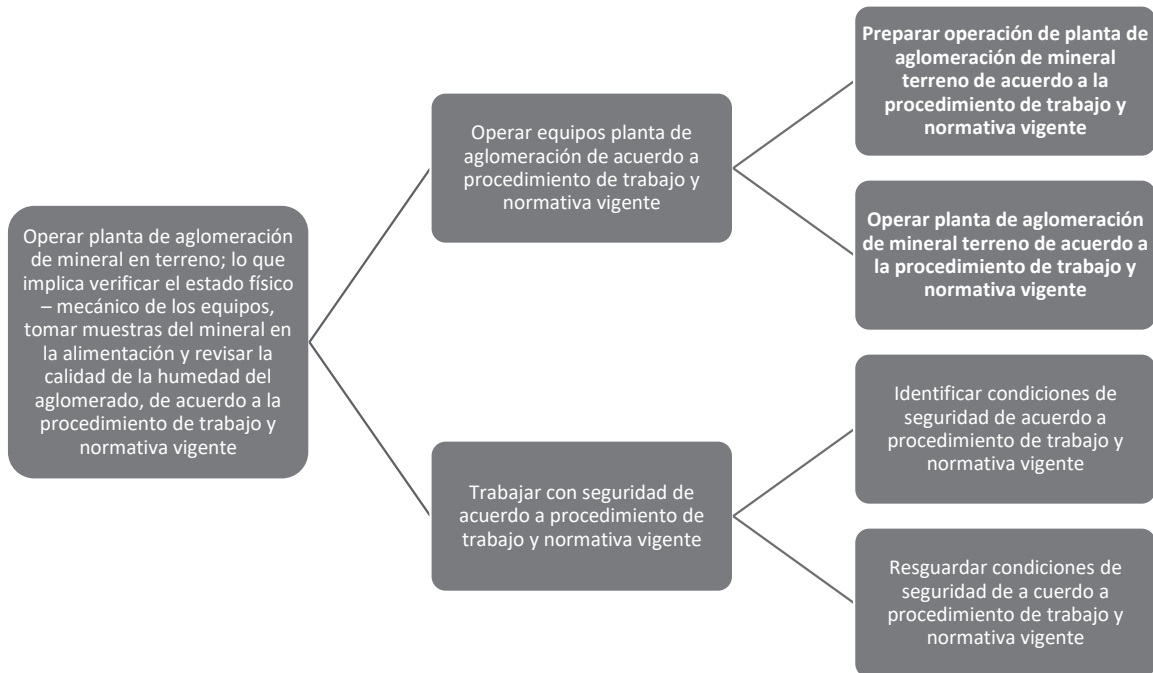 Operar planta de aglomeración
de mineral en terreno; lo que
implica verificar el estado físico
– mecánico de los equipos,
tomar muestras del mineral en
la alimentación y revisar la
calidad de la humedad del
aglomerado, de acuerdo a la
procedimiento de trabajo y
normativa vigente
Operar equipos planta de
aglomeración de acuerdo a
procedimiento de trabajo y
normativa vigente
Preparar operación de planta de
aglomeración de mineral
terreno de acuerdo a la
procedimiento de trabajo y
normativa vigente
Operar planta de aglomeración
de mineral terreno de acuerdo a
la procedimiento de trabajo y
normativa vigente
Trabajar con seguridad de
acuerdo a procedimiento de
trabajo y normativa vigente
Identificar condiciones de
seguridad de acuerdo a
procedimiento de trabajo y
normativa vigente
Resguardar condiciones de
seguridad de a cuerdo a
procedimiento de trabajo y
normativa vigente